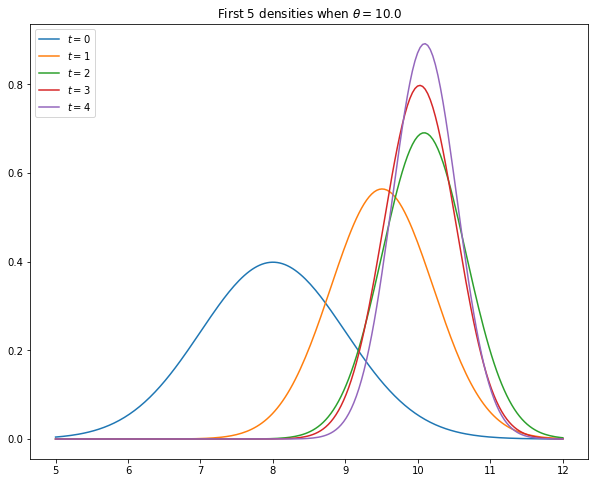 First 5 densities when θ = 10.0
t = 0
t = 1
t = 2
t = 3
t = 4
0.8
0.6
0.4
0.2
0.0
5 6 7 8 9 10 11 12